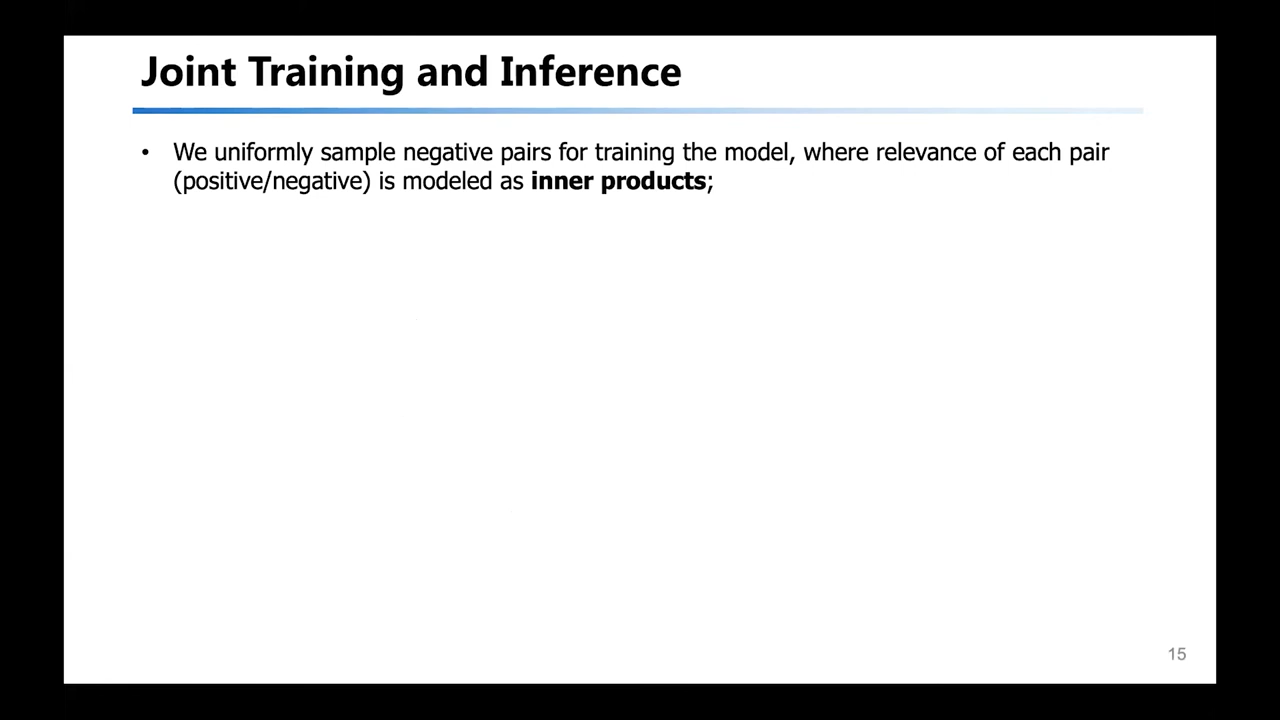 Joint Training and Inference
• We uniformly sample negative pairs for training the model, where relevance of each pair
(positive/negative) is modeled as inner products;
15